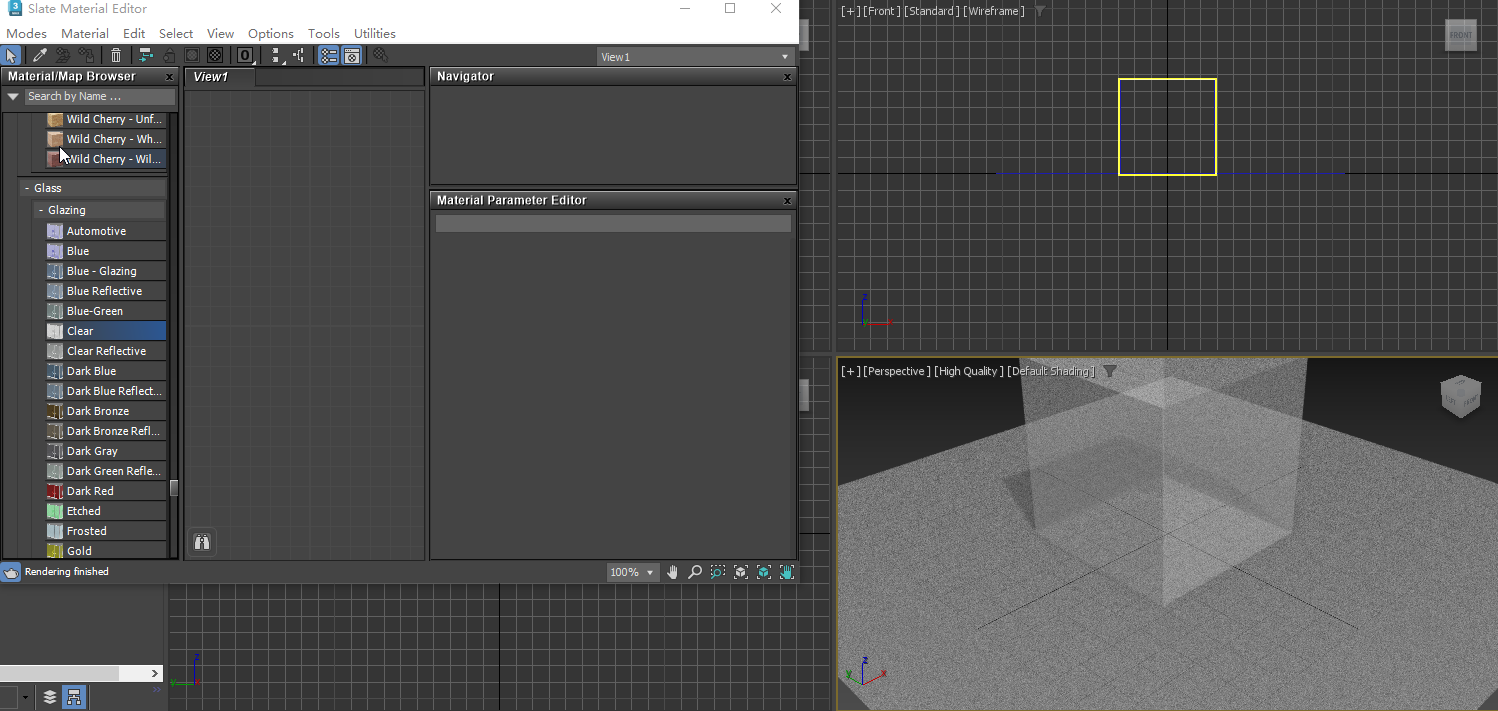 3 Slate Material Editor
Modes Material Edit Select View Options Tools Utilities
0
View1
Material/Map Browser
Search by Name ...
Wild Cherry - Unf...
Wild Cherry - Wh...
Wild Cherry - Wil...
- Glass
- Glazing
Automotive
Blue
Blue - Glazing
Blue Reflective
Blue-Green
Clear
Clear Reflective
Dark Blue
Dark Blue Reflect...
Dark Bronze
Dark Bronze Refl...
Dark Gray
Dark Green Refle...
Dark Red
Etched
Frosted
Gold
View1
Navigator
Material Parameter Editor
Rendering finished
100%
[+] [Front ] [Standard ] [Wireframe ]
FRONT
z
x
[+] [Perspective ] [High Quality ] [Default Shading ]
LEFT FRONT
z
y x
z
y